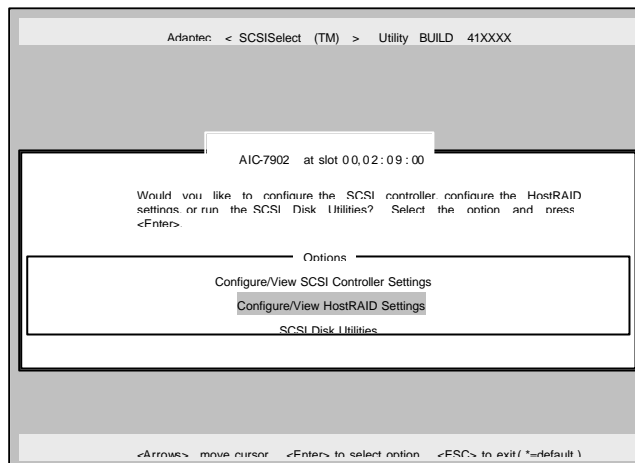 Adaptec < SCSISelect (TM) > Utility BUILD 41XXXX
AIC-7902 at slot 00,02:09:00
Would you like to configure the SCSI controller, configure the HostRAID
settings, or run the SCSI Disk Utilities? Select the option and press
<Enter>.
Options
Configure/View SCSI Controller Settings
Configure/View HostRAID Settings
SCSI Disk Utilities
<Arrows> move cursor, <Enter> to select option, <ESC> to exit( *=default )